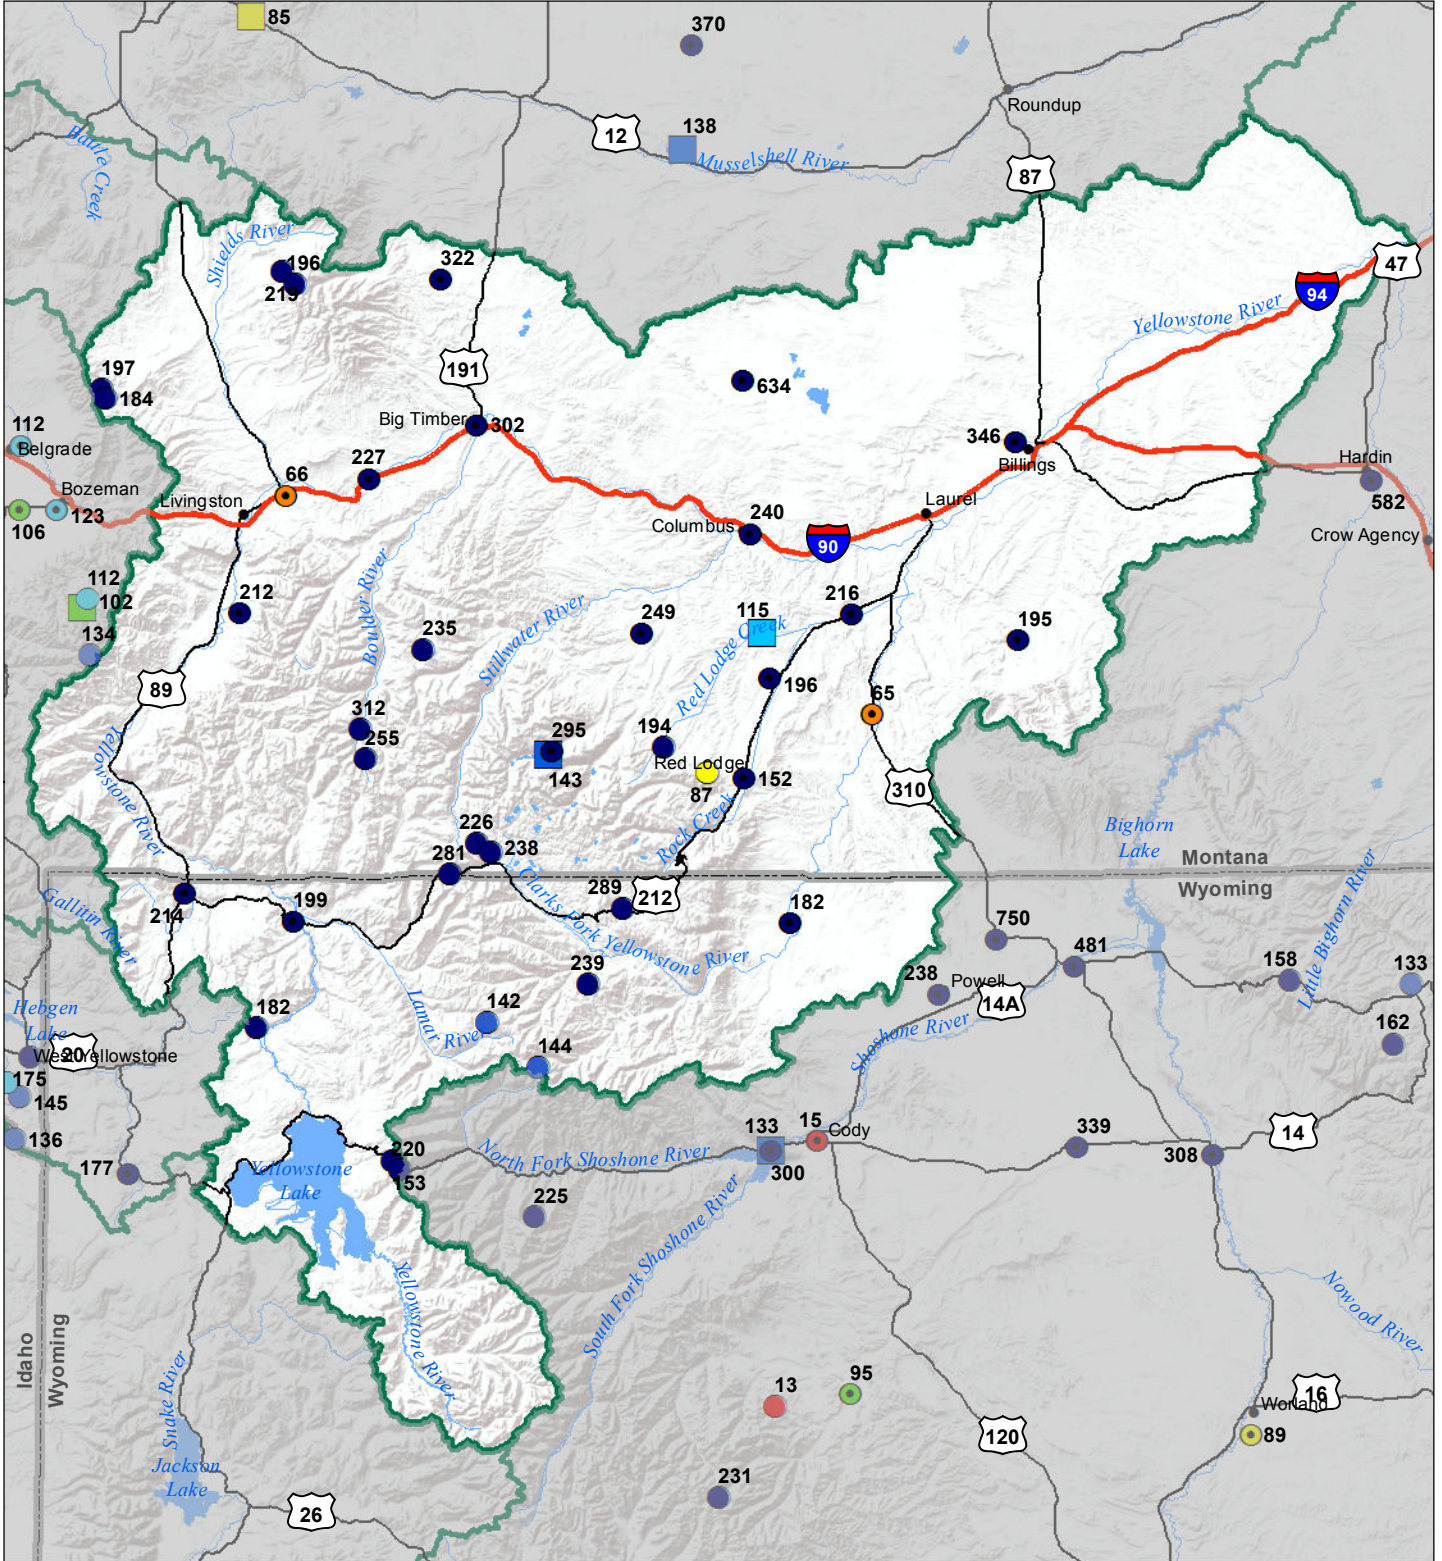 85
370
Roundup
138
12
Musselshell River
Battle
Creek
87
Shields River
196
219
322
47
94
Yellowstone River
191
634
197
184
Big Timber
302
112
Belgrade
346
Billings
Hardin
582
227
66
Bozeman
123
106
Livingston
Laurel
240
Columbus
90
Crow Agency
112
102
134
212
Boulder River
235
Stillwater River
249
115
Red Lodge Creek
216
195
196
65
89
Yellowstone River
312
255
295
143
194
Red Lodge
87
152
310
Rock Creek
Bighorn
Lake
226
238
281
Montana
Wyoming
Little Bighorn River
214
199
289
212
182
Gallitin River
Clarks Fork Yellowstone River
750
481
158
133
239
238
Powell
14A
Shoshone River
162
Hebgen
Lake
20
West Yellowstone
182
Lamar River
142
144
175
145
136
177
133
300
15
Cody
339
308
14
North Fork Shoshone River
220
153
Yellowstone
Lake
225
South Fork Shoshone River
Yellowstone River
Nowood River
Idaho
Wyoming
Snake River
Jackson
Lake
13
95
16
Worland
89
120
231
26